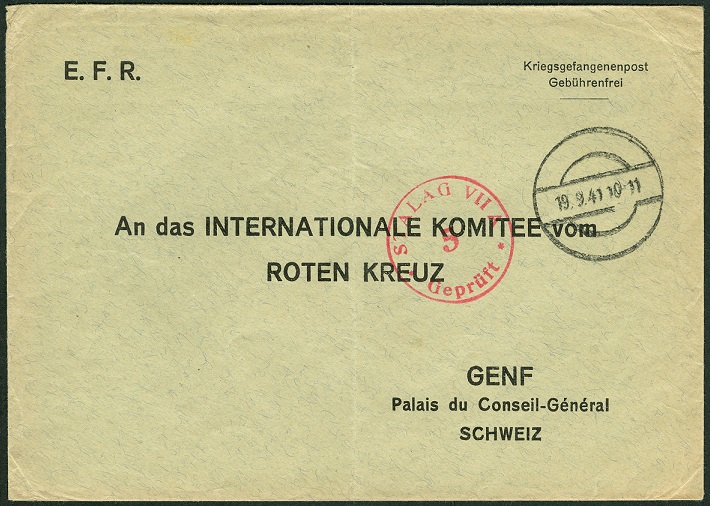 E. F. R.
Kriegsgefangenenpost
Gebührenfrei
19.9.41 10-11
STALAG VII A
5
Geprüft
An das INTERNATIONALE KOMITEE vom
ROTEN KREUZ
GENF
Palais du Conseil-Général
SCHWEIZ